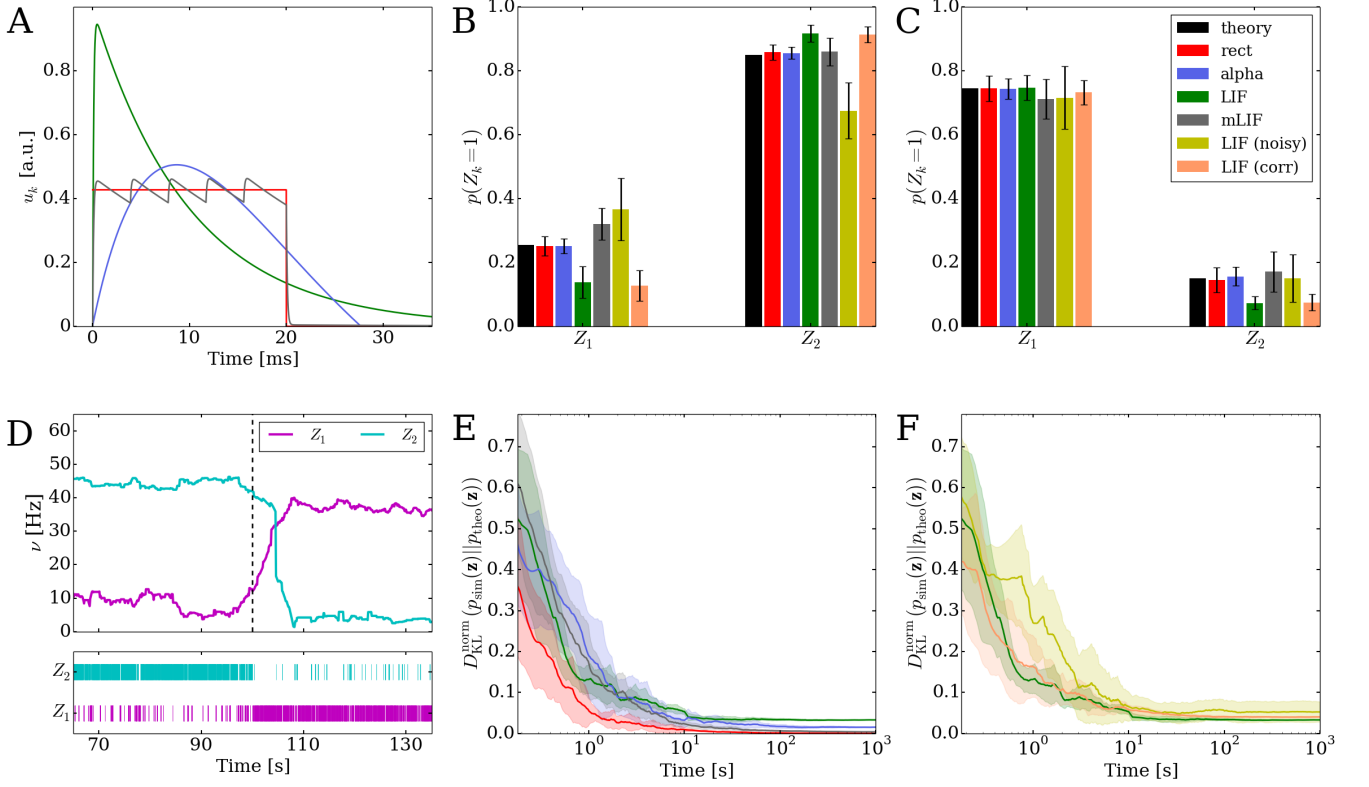 A
u_k [a.u.]
1.0
0.8
0.6
0.4
0.2
0
0 10 20 30
Time [ms]
B
p(Z_k=1)
1.0
0.8
0.6
0.4
0.2
0.0
Z_1 Z_2
C
p(Z_k=1)
1.0
0.8
0.6
0.4
0.2
0.0
Z_1 Z_2
theory
rect
alpha
LIF
mLIF
LIF (noisy)
LIF (corr)
D
ν [Hz]
60
50
40
30
20
10
0
Z_1 Z_2
Z_2
Z_1
70 90 110 130
Time [s]
E
D_KL^norm(p_sim(z)||p_theo(z))
0.7
0.6
0.5
0.4
0.3
0.2
0.1
0.0
10^0 10^1 10^2 10^3
Time [s]
F
D_KL^norm(p_sim(z)||p_theo(z))
0.7
0.6
0.5
0.4
0.3
0.2
0.1
0.0
10^0 10^1 10^2 10^3
Time [s]